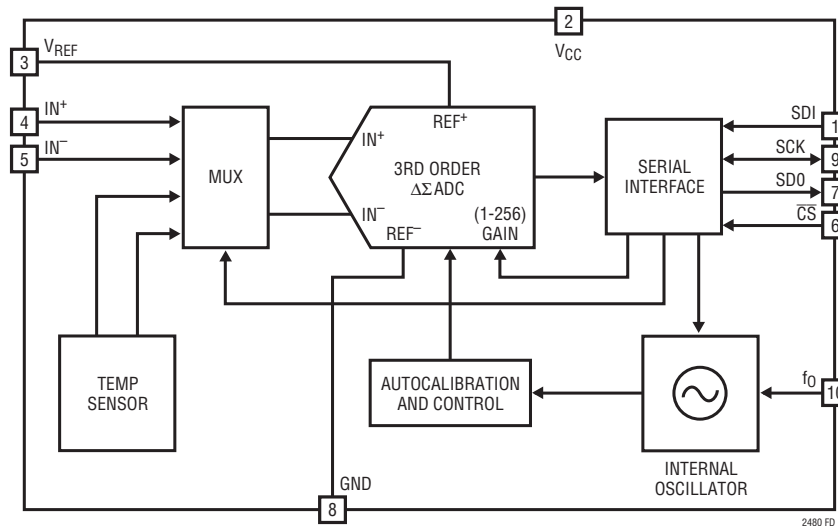 2
VCC
3
VREF
4
IN+
5
IN–
MUX
IN+
IN–
REF+
3RD ORDER
ΔΣ ADC
(1-256)
GAIN
REF–
SERIAL
INTERFACE
SDI
1
SCK
9
SD0
7
CS
6
TEMP
SENSOR
AUTOCALIBRATION
AND CONTROL
fO
10
INTERNAL
OSCILLATOR
GND
8
2480 FD